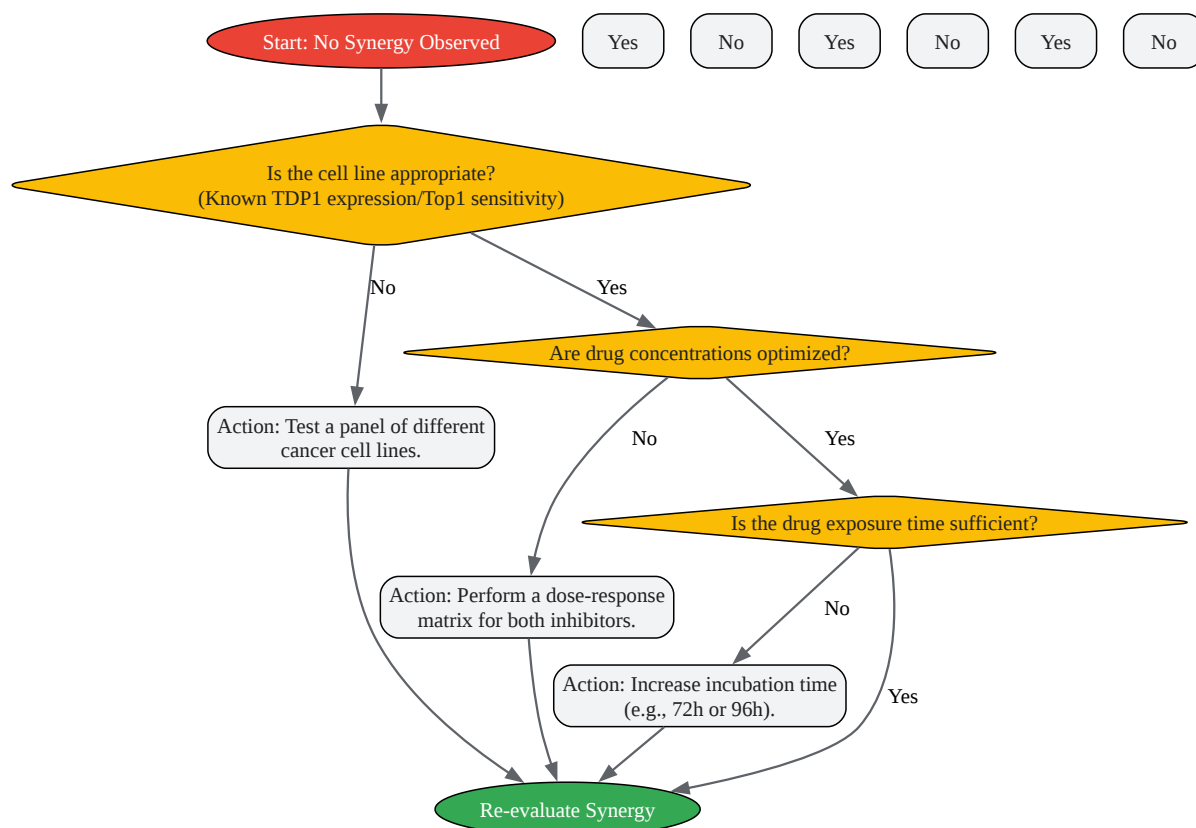 Start: No Synergy Observed
Yes
No
Yes
No
Yes
No
Is the cell line appropriate?
(Known TDP1 expression/Top1 sensitivity)
No
Yes
Are drug concentrations optimized?
Action: Test a panel of different
cancer cell lines.
No
Yes
Is the drug exposure time sufficient?
Action: Perform a dose-response
matrix for both inhibitors.
No
Action: Increase incubation time
(e.g., 72h or 96h).
Yes
Re-evaluate Synergy